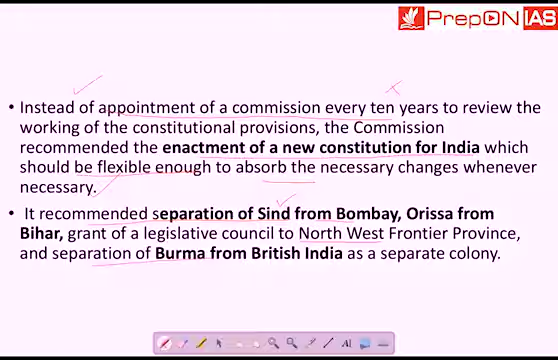 PrepON IAS
• Instead of appointment of a commission every ten years to review the
working of the constitutional provisions, the Commission
recommended the enactment of a new constitution for India which
should be flexible enough to absorb the necessary changes whenever
necessary.
• It recommended separation of Sind from Bombay, Orissa from
Bihar, grant of a legislative council to North West Frontier Province,
and separation of Burma from British India as a separate colony.